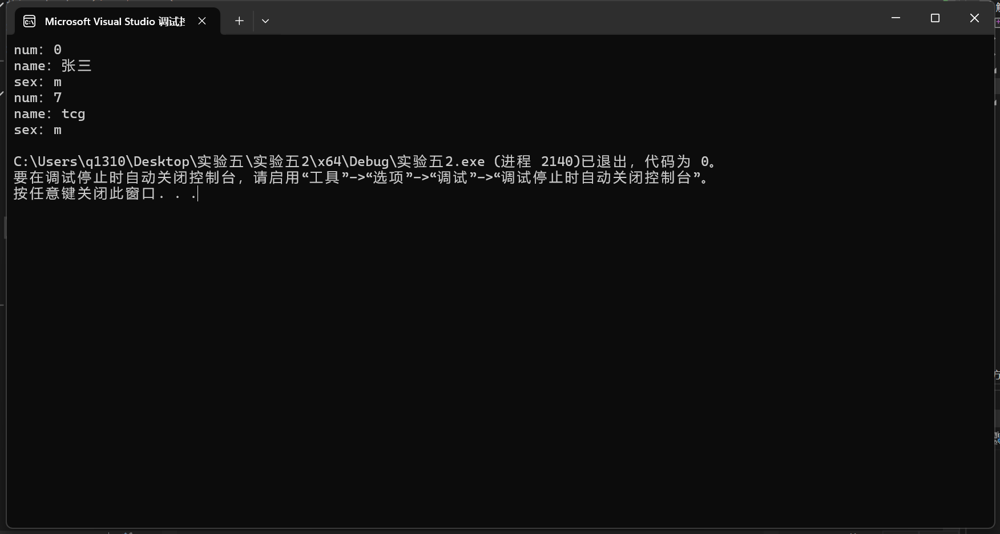 Microsoft Visual Studio 调试
num: 0
name: 张三
sex: m
num: 7
name: tcg
sex: m
C:\Users\q1310\Desktop\实验五\实验五2\x64\Debug\实验五2.exe (进程 2140)已退出，代码为 0。
要在调试停止时自动关闭控制台，请启用“工具”->“选项”->“调试”->“调试停止时自动关闭控制台”。
按任意键关闭此窗口. . .